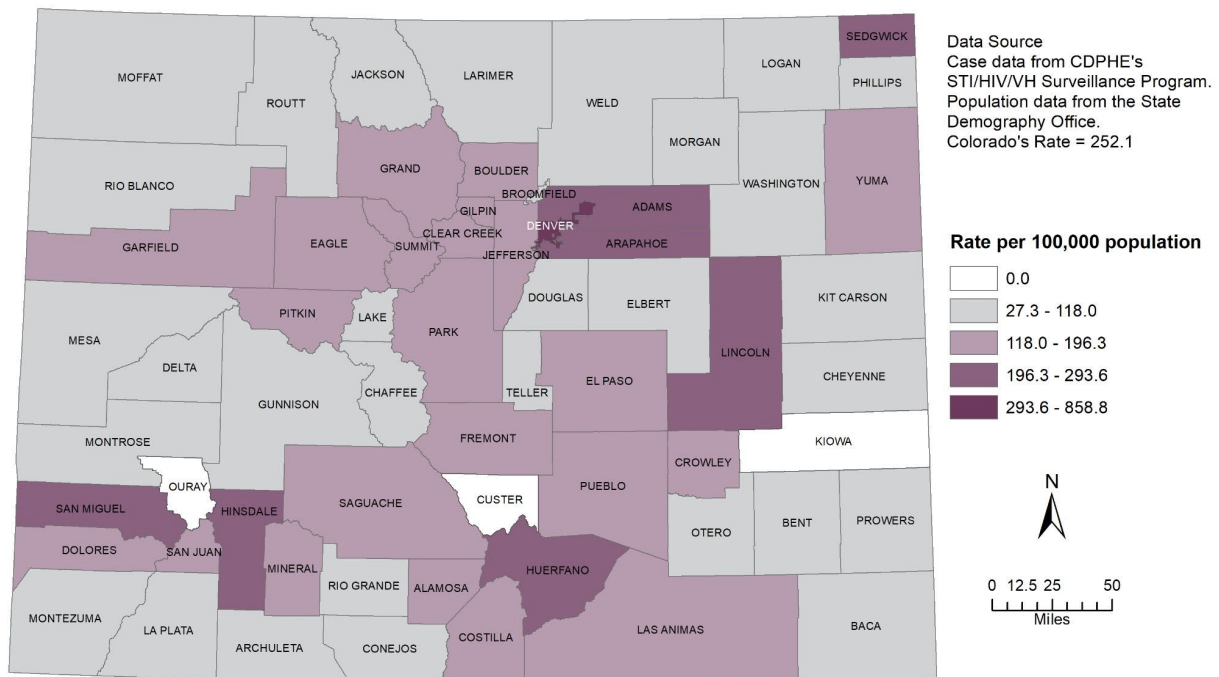 SEDGWICK
LOGAN
JACKSON
LARIMER
MOFFAT
PHILLIPS
ROUTT
WELD
MORGAN
GRAND
BOULDER
WASHINGTON
YUMA
RIO BLANCO
BROOMFIELD
GILPIN
ADAMS
DENVER
CLEAR CREEK
GARFIELD
EAGLE
SUMMIT
ARAPAHOE
JEFFERSON
DOUGLAS
ELBERT
KIT CARSON
PITKIN
LAKE
PARK
MESA
LINCOLN
DELTA
TELLER
EL PASO
CHEYENNE
CHAFFEE
GUNNISON
MONTROSE
FREMONT
KIOWA
CROWLEY
OURAY
PUEBLO
CUSTER
SAGUACHE
SAN MIGUEL
HINSDALE
OTERO
BENT
PROWERS
DOLORES
SAN JUAN
MINERAL
HUERFANO
RIO GRANDE
ALAMOSA
MONTEZUMA
LA PLATA
COSTILLA
LAS ANIMAS
BACA
ARCHULETA
CONEJOS
Data Source
Case data from CDPHE's
STI/HIV/VH Surveillance Program.
Population data from the State
Demography Office.
Colorado's Rate = 252.1
Rate per 100,000 population
0.0
27.3 - 118.0
118.0 - 196.3
196.3 - 293.6
293.6 - 858.8
N
0 12.5 25 50
Miles